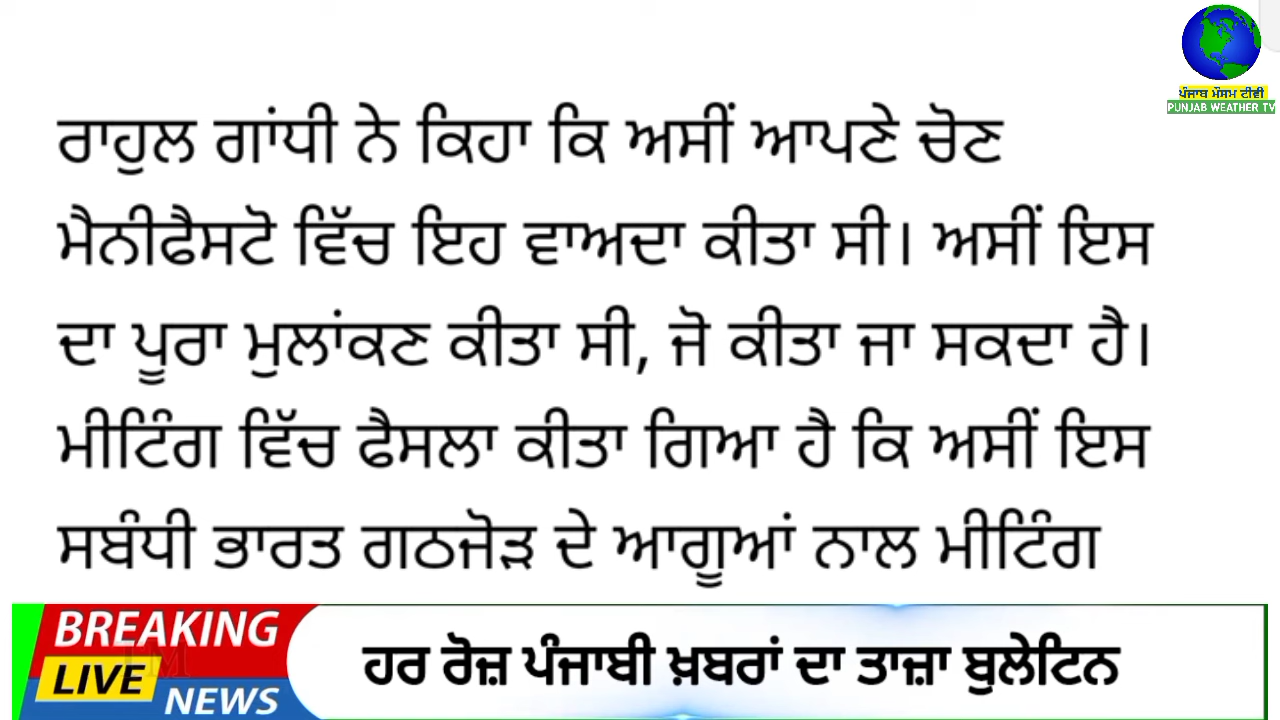 ਪੰਜਾਬ ਮੌਸਮ ਟੀਵੀ
PUNJAB WEATHER TV
ਰਾਹੁਲ ਗਾਂਧੀ ਨੇ ਕਿਹਾ ਕਿ ਅਸੀਂ ਆਪਣੇ ਚੋਣ
ਮੈਨੀਫੈਸਟੋ ਵਿੱਚ ਇਹ ਵਾਅਦਾ ਕੀਤਾ ਸੀ। ਅਸੀਂ ਇਸ
ਦਾ ਪੂਰਾ ਮੁਲਾਂਕਣ ਕੀਤਾ ਸੀ, ਜੋ ਕੀਤਾ ਜਾ ਸਕਦਾ ਹੈ।
ਮੀਟਿੰਗ ਵਿੱਚ ਫੈਸਲਾ ਕੀਤਾ ਗਿਆ ਹੈ ਕਿ ਅਸੀਂ ਇਸ
ਸਬੰਧੀ ਭਾਰਤ ਗਠਜੋੜ ਦੇ ਆਗੂਆਂ ਨਾਲ ਮੀਟਿੰਗ
BREAKING
LIVE
NEWS
ਹਰ ਰੋਜ਼ ਪੰਜਾਬੀ ਖ਼ਬਰਾਂ ਦਾ ਤਾਜ਼ਾ ਬੁਲੇਟਿਨ